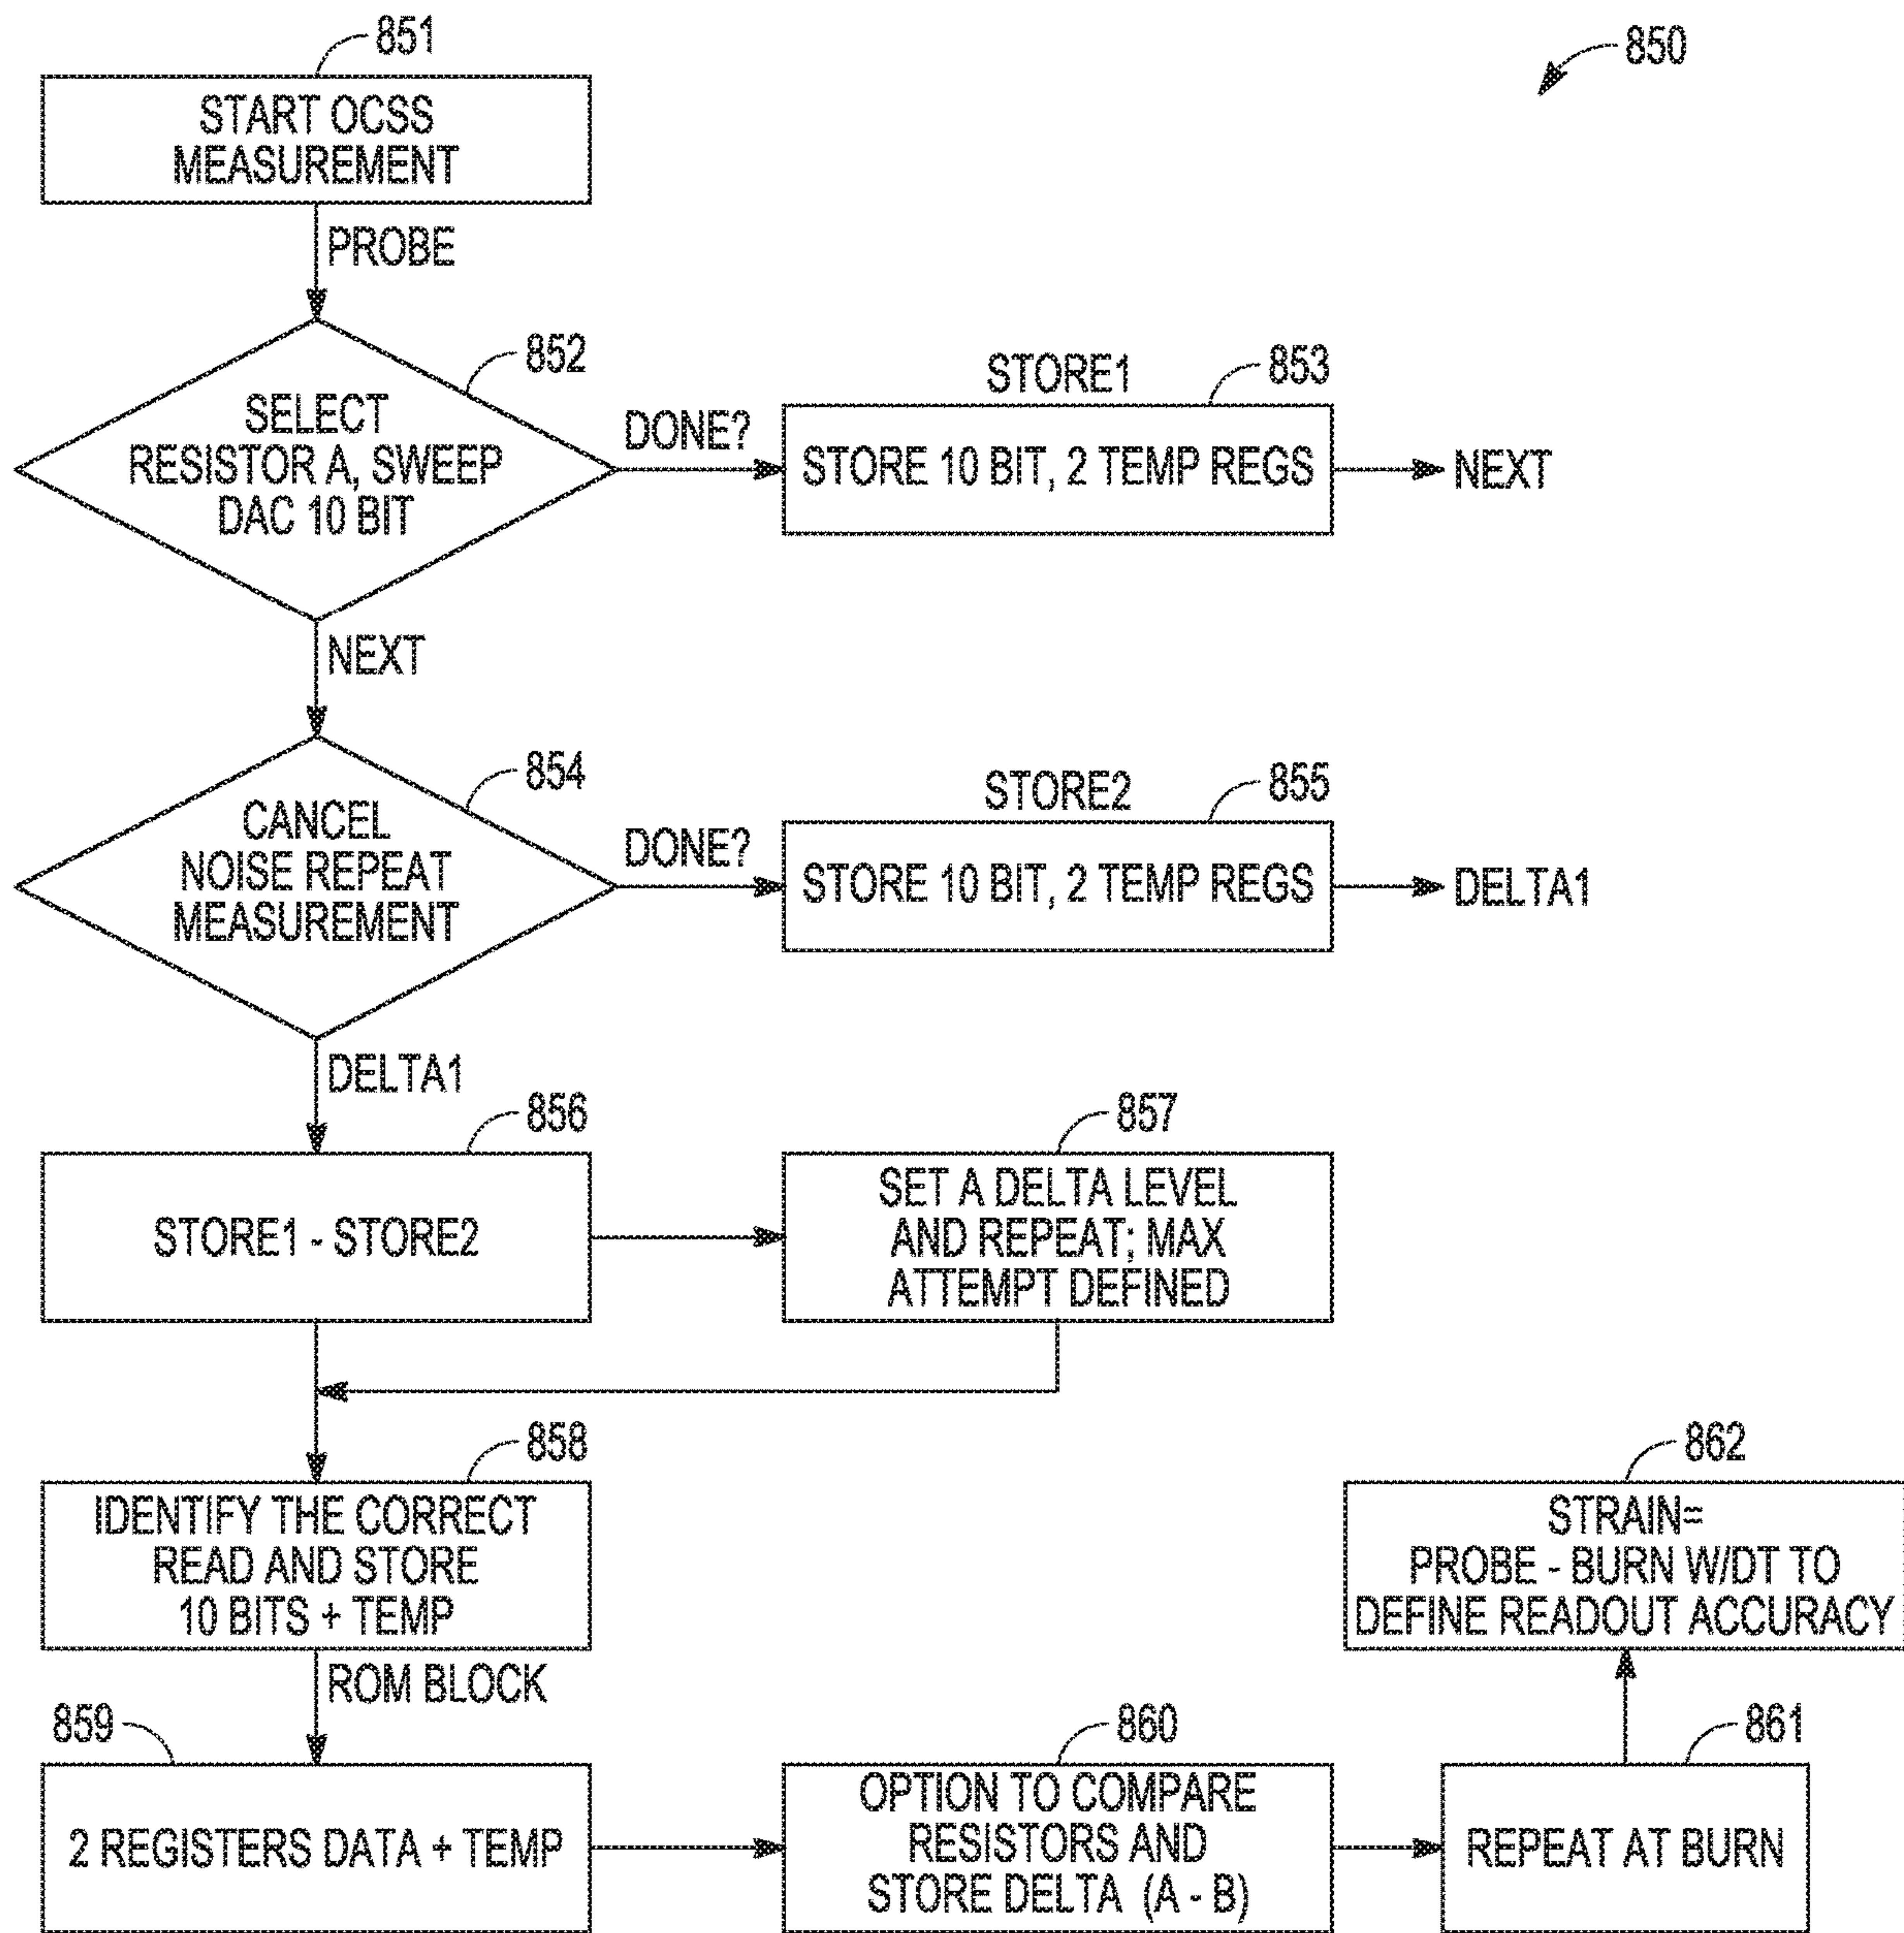 851
850
START OCSS
MEASUREMENT
PROBE
852
SELECT
RESISTOR A, SWEEP
DAC 10 BIT
DONE?
STORE1
853
STORE 10 BIT, 2 TEMP REGS
NEXT
NEXT
854
CANCEL
NOISE REPEAT
MEASUREMENT
DONE?
STORE2
855
STORE 10 BIT, 2 TEMP REGS
DELTA1
DELTA1
856
STORE1 - STORE2
857
SET A DELTA LEVEL
AND REPEAT; MAX
ATTEMPT DEFINED
858
IDENTIFY THE CORRECT
READ AND STORE
10 BITS + TEMP
ROM BLOCK
859
2 REGISTERS DATA + TEMP
860
OPTION TO COMPARE
RESISTORS AND
STORE DELTA (A - B)
861
REPEAT AT BURN
862
STRAIN=
PROBE - BURN W/DT TO
DEFINE READOUT ACCURACY